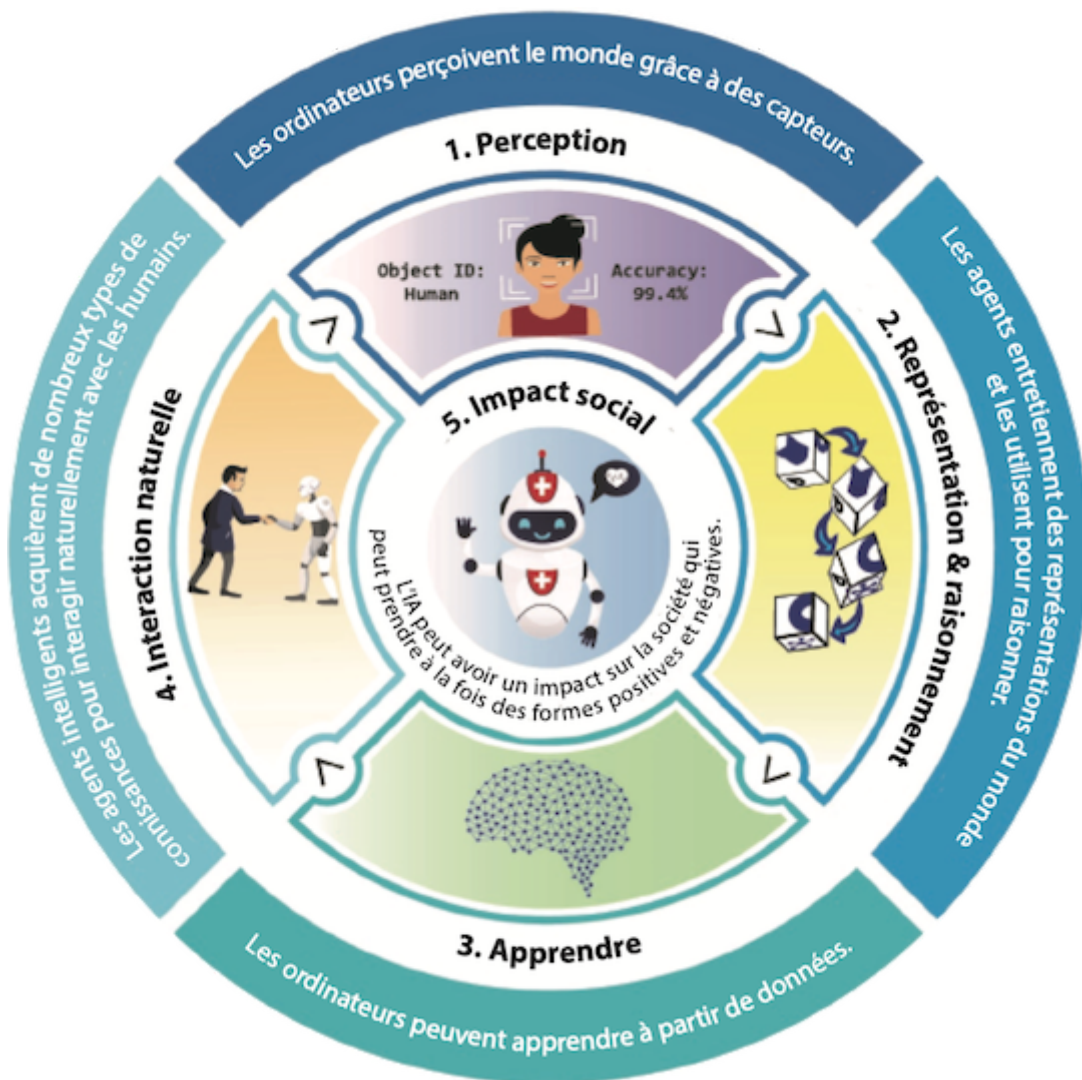 Les ordinateurs perçoivent le monde grâce à des capteurs.
1. Perception
Object ID:
Human
Accuracy:
99.4%
Les agents entretiennent des représentations du monde
et les utilisent pour raisonner.
2. Représentation & raisonnement
3. Apprendre
Les ordinateurs peuvent apprendre à partir de données.
Les agents intelligents acquièrent de nombreux types de
connissances pour interagir naturellement avec les humains.
4. Interaction naturelle
5. Impact social
L'IA peut avoir un impact sur la société qui
peut prendre à la fois des formes positives et négatives.